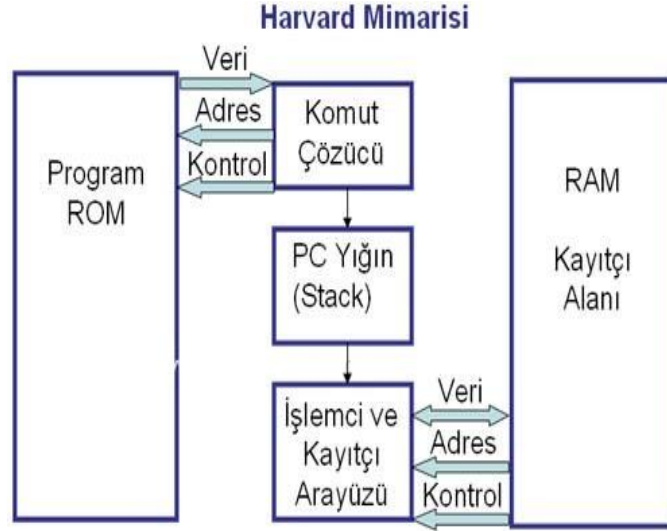 Harvard Mimarisi
Program
ROM
Veri
Adres
Kontrol
Komut
Çözücü
PC Yığın
(Stack)
İşlemci ve
Kayıtçı
Arayüzü
Veri
Adres
Kontrol
RAM
Kayıtçı
Alanı